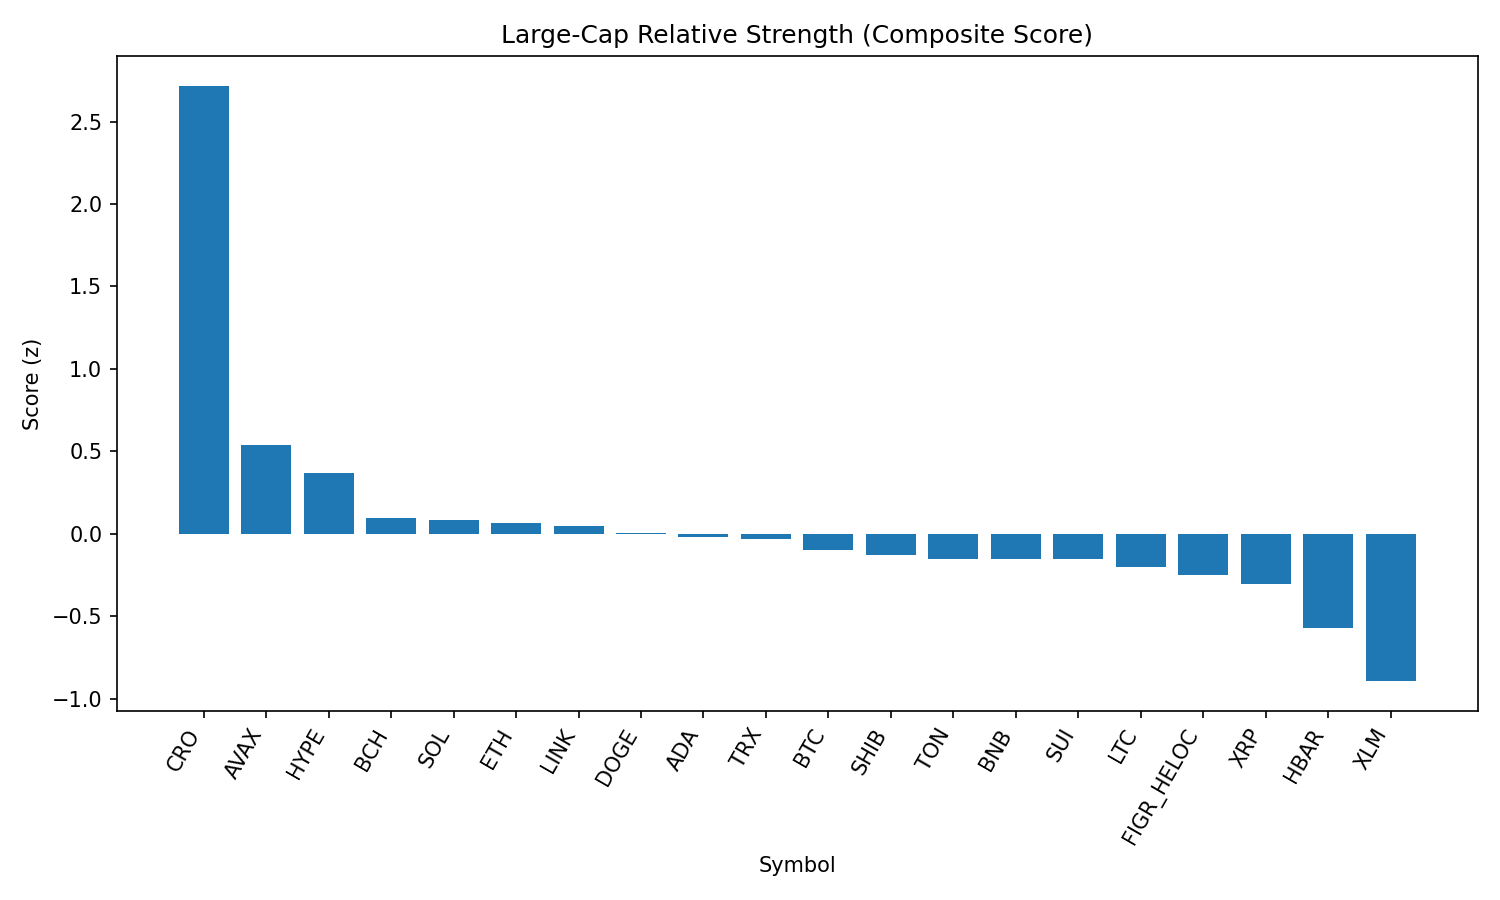 Large-Cap Relative Strength (Composite Score)
Score (z)
2.5
2.0
1.5
1.0
0.5
0.0
−0.5
−1.0
CRO
AVAX
HYPE
BCH
SOL
ETH
LINK
DOGE
ADA
TRX
BTC
SHIB
TON
BNB
SUI
LTC
FIGR_HELOC
XRP
HBAR
XLM
Symbol